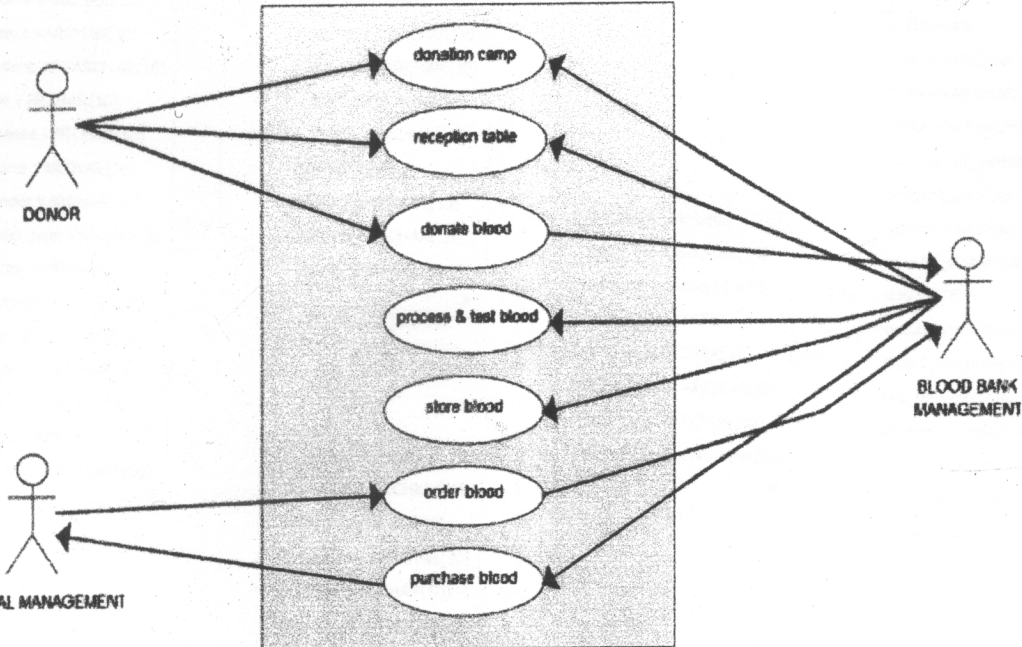 donation camp
reception table
DONOR
donate blood
process & test blood
BLOOD BANK
MANAGEMENT
store blood
order blood
purchase blood
AL MANAGEMENT